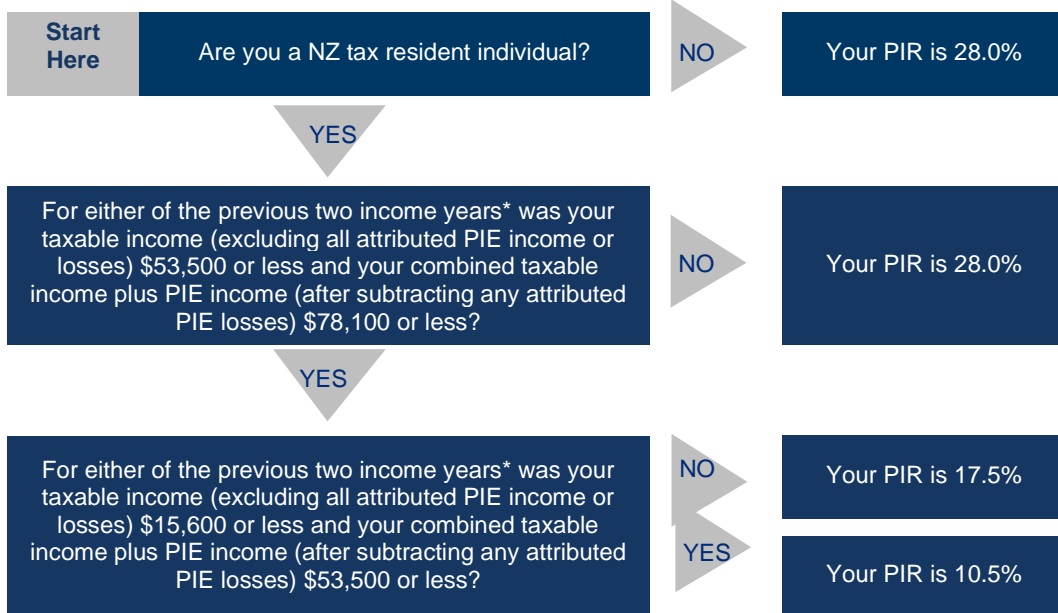 Start
Here
Are you a NZ tax resident individual?
NO
Your PIR is 28.0%
YES
For either of the previous two income years* was your
taxable income (excluding all attributed PIE income or
losses) $53,500 or less and your combined taxable
income plus PIE income (after subtracting any attributed
PIE losses) $78,100 or less?
NO
Your PIR is 28.0%
YES
For either of the previous two income years* was your
taxable income (excluding all attributed PIE income or
losses) $15,600 or less and your combined taxable
income plus PIE income (after subtracting any attributed
PIE losses) $53,500 or less?
NO
Your PIR is 17.5%
YES
Your PIR is 10.5%